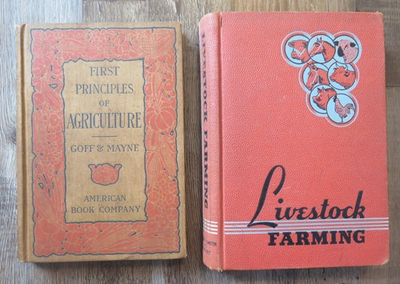 FIRST
PRINCIPLES
OF
AGRICULTURE
GOFF & MAYNE
AMERICAN
BOOK COMPANY
LIVESTOCK FARMING
Livestock
FARMING